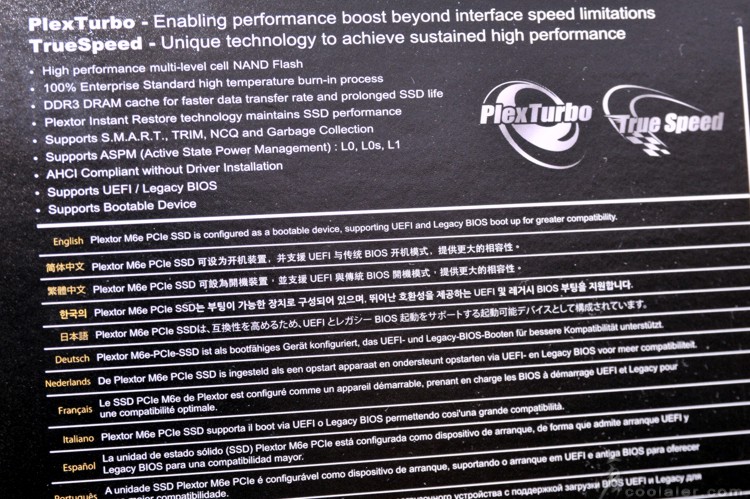 PlexTurbo - Enabling performance boost beyond interface speed limitations
TrueSpeed - Unique technology to achieve sustained high performance
• High performance multi-level cell NAND Flash
• 100% Enterprise Standard high temperature burn-in process
• DDR3 DRAM cache for faster data transfer rate and prolonged SSD life
• Plextor Instant Restore technology maintains SSD performance
• Supports S.M.A.R.T., TRIM, NCQ and Garbage Collection
• Supports ASPM (Active State Power Management) : L0, L0s, L1
• AHCI Compliant without Driver Installation
• Supports UEFI / Legacy BIOS
• Supports Bootable Device
PlexTurbo
True Speed
English Plextor M6e PCIe SSD is configured as a bootable device, supporting UEFI and Legacy BIOS boot up for greater compatibility.
简体中文 Plextor M6e PCIe SSD 可设为开机装置，并支援 UEFI 与传统 BIOS 开机模式，提供更大的相容性。
繁體中文 Plextor M6e PCIe SSD 可設為開機裝置，並支援 UEFI 與傳統 BIOS 開機模式，提供更大的相容性。
한국의 Plextor M6e PCIe SSD는 부팅이 가능한 장치로 구성되어 있으며, 뛰어난 호환성을 제공하는 UEFI 및 레거시 BIOS 부팅을 지원합니다.
日本語 Plextor M6e PCIe SSDは、互換性を高めるため、UEFI とレガシー BIOS 起動をサポートする起動可能デバイスとして構成されています。
Deutsch Plextor M6e-PCIe-SSD ist als bootfähiges Gerät konfiguriert, das UEFI- und Legacy-BIOS-Booten für bessere Kompatibilität unterstützt.
Nederlands De Plextor M6e PCIe SSD is ingesteld als een opstart apparaat en ondersteunt opstarten via UEFI- en Legacy BIOS voor meer compatibiliteit.
Français Le SSD PCIe M6e de Plextor est configuré comme un appareil démarrable, prenant en charge les BIOS à démarrage UEFI et Legacy pour
une compatibilité optimale.
Italiano Plextor M6e PCIe SSD supporta il boot via UEFI o Legacy BIOS permettendo cosi'una grande compatibilità.
Español La unidad de estado sólido (SSD) Plextor M6e PCIe está configurada como dispositivo de arranque, de forma que admite arranque UEFI y
Legacy BIOS para una compatibilidad mayor.
Português A unidade SSD Plextor M6e PCIe é configurável como dispositivo de arranque, suportando o arranque em UEFI e antiga BIOS para oferecer
maior compatibilidade.
устройства с поддержкой загрузки BIOS UEFI и Legacy для
coolaler.com